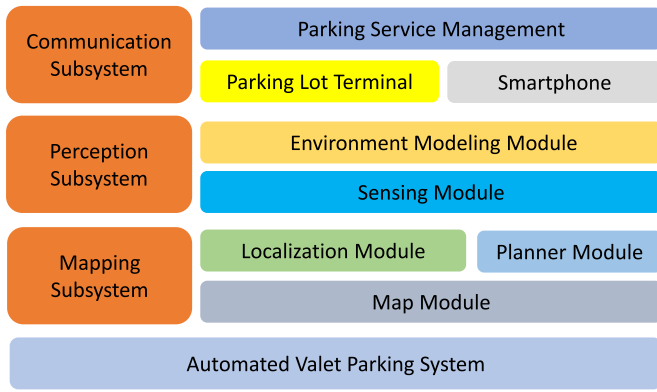 Communication
Subsystem
Parking Service Management
Parking Lot Terminal
Smartphone
Perception
Subsystem
Environment Modeling Module
Sensing Module
Mapping
Subsystem
Localization Module
Planner Module
Map Module
Automated Valet Parking System